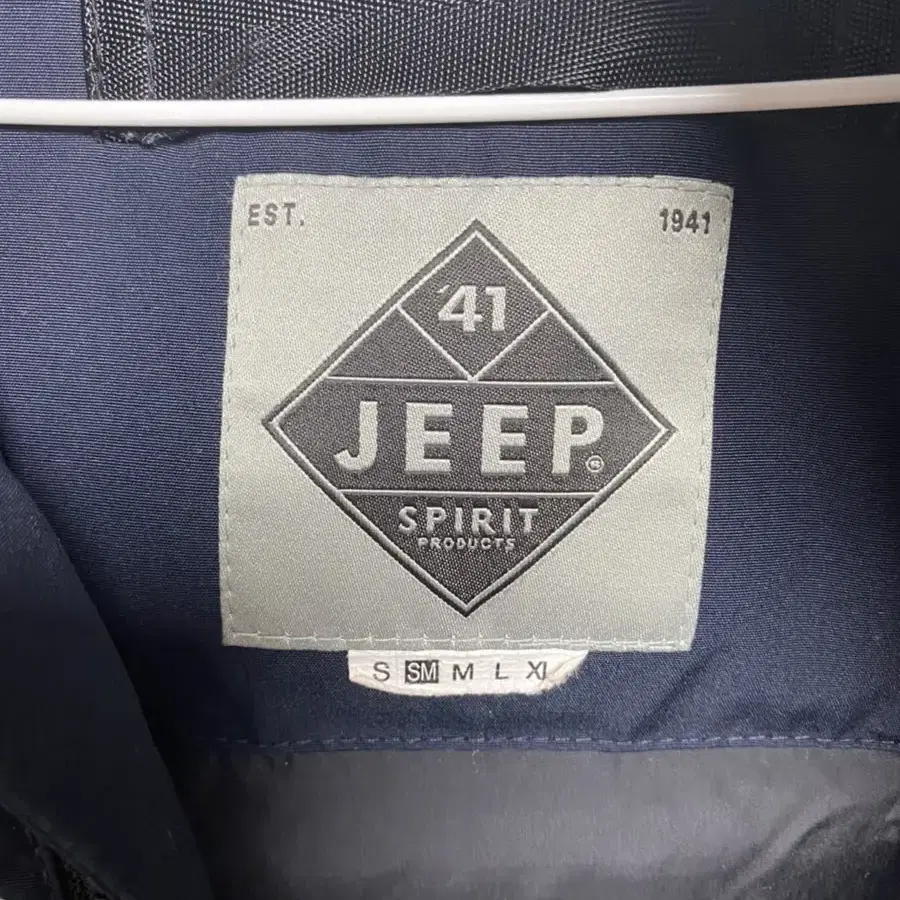 EST. 1941
'41
JEEP®
SPIRIT
PRODUCTS
S SM M L XL